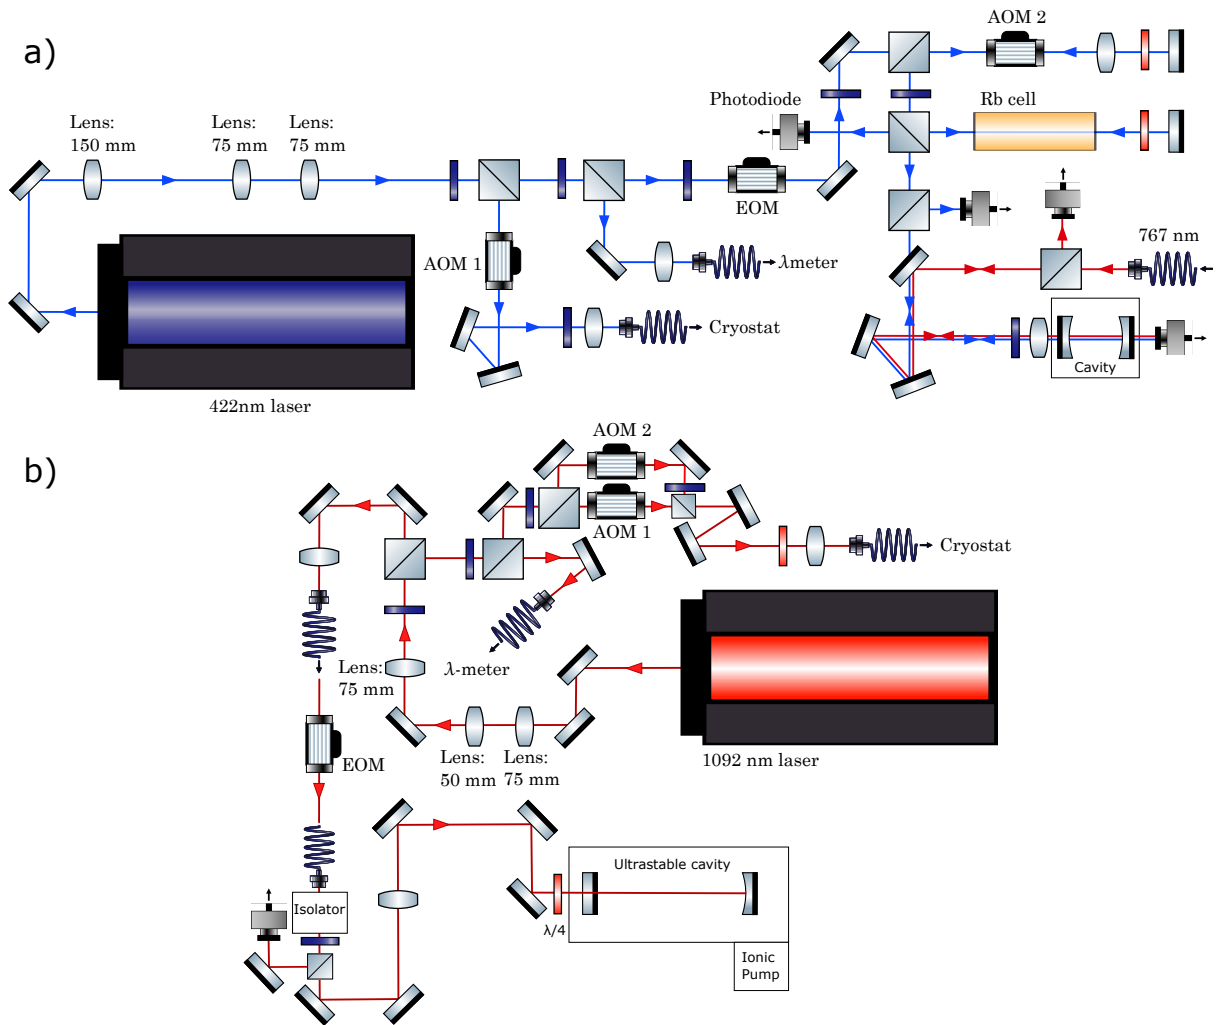 a)
AOM 2
Photodiode
Rb cell
Lens:
150 mm
Lens:
75 mm
Lens:
75 mm
EOM
767 nm
AOM 1
λmeter
Cryostat
Cavity
422nm laser
b)
AOM 2
AOM 1
Cryostat
Lens:
75 mm
λ-meter
Lens:
50 mm
Lens:
75 mm
1092 nm laser
EOM
Ultrastable cavity
Isolator
λ/4
Ionic
Pump